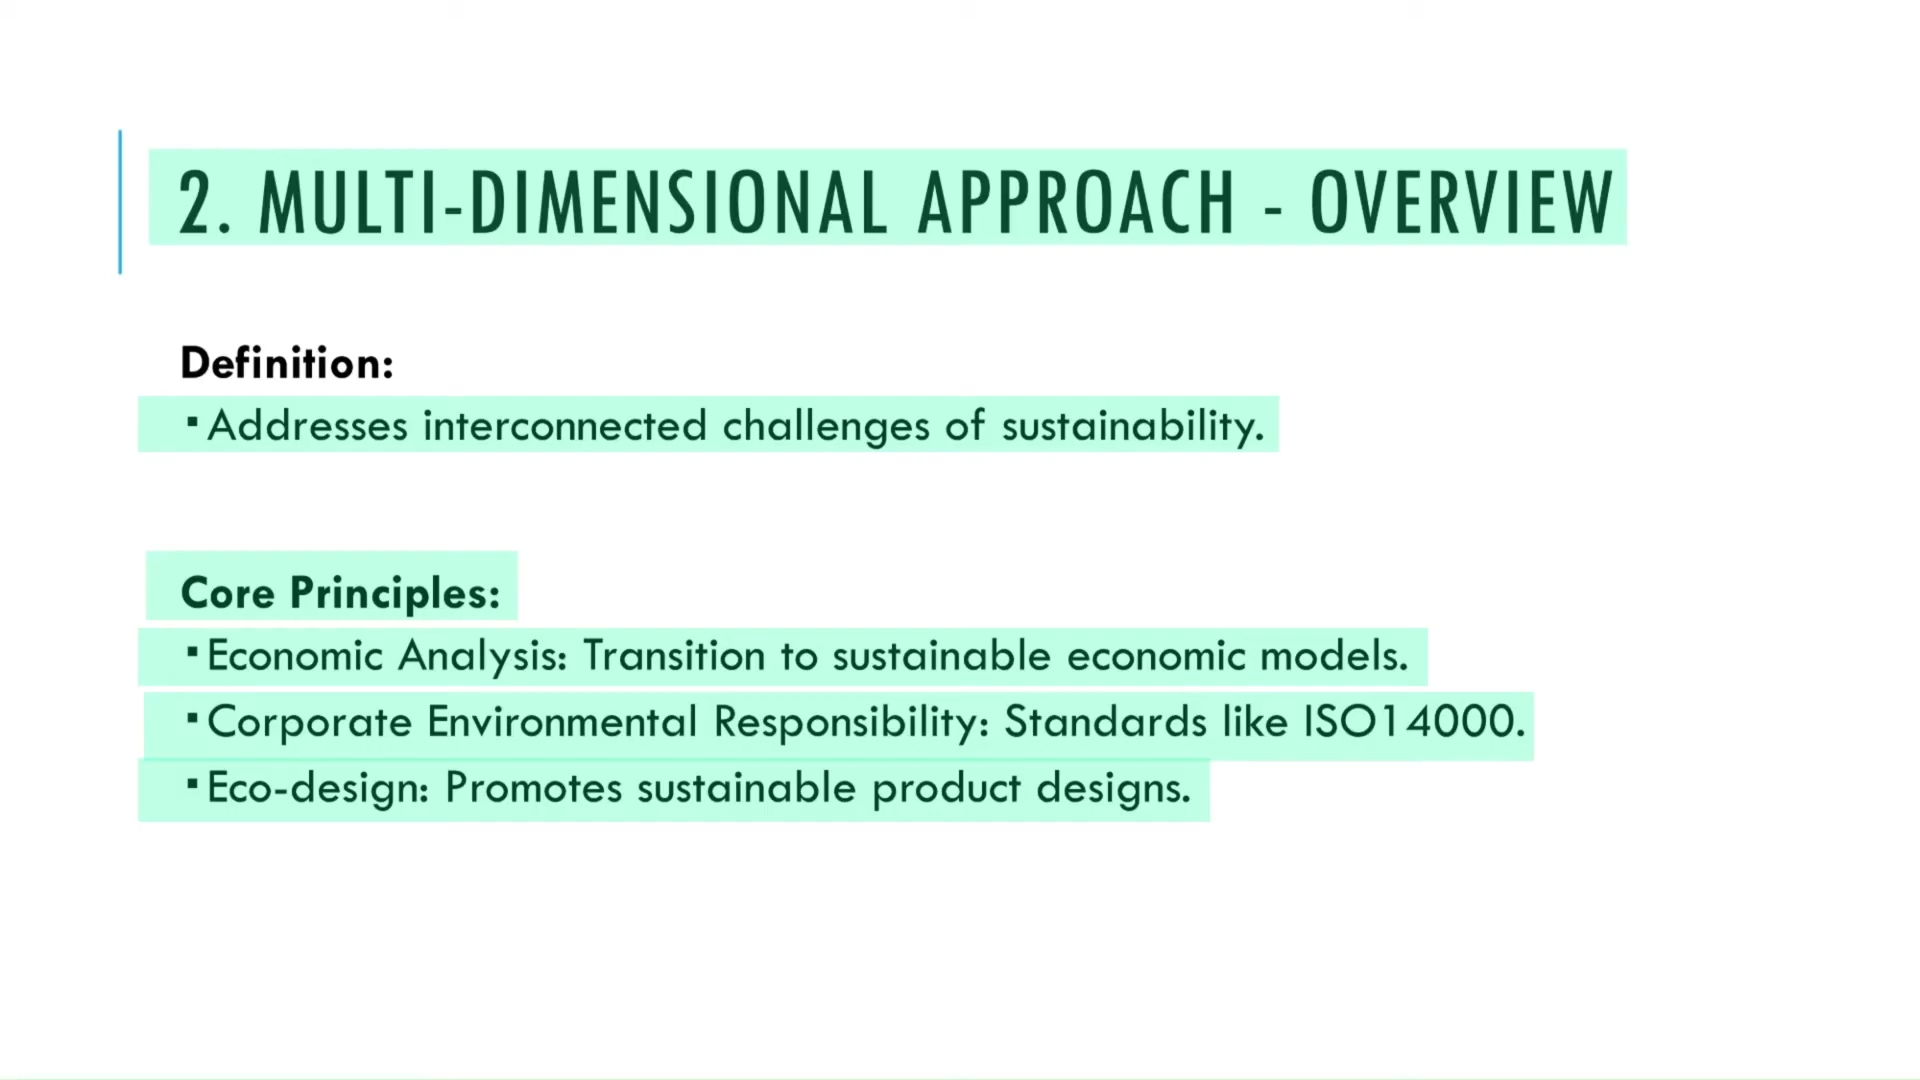 2. MULTI-DIMENSIONAL APPROACH - OVERVIEW
Definition:
▪ Addresses interconnected challenges of sustainability.
Core Principles:
▪ Economic Analysis: Transition to sustainable economic models.
▪ Corporate Environmental Responsibility: Standards like ISO14000.
▪ Eco-design: Promotes sustainable product designs.